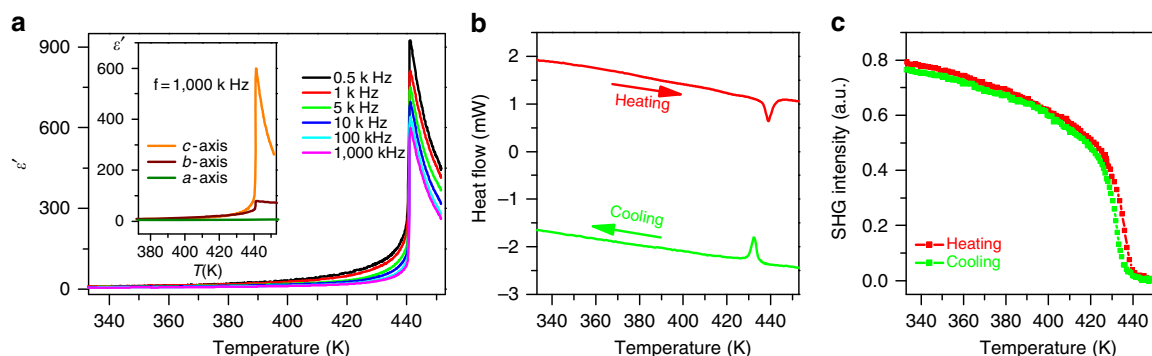 a
ε′
900
600
300
0
340
360
380
400
420
440
Temperature (K)
ε′
600
400
200
0
380
400
420
440
T(K)
f = 1,000 k Hz
c-axis
b-axis
a-axis
0.5 k Hz
1 k Hz
5 k Hz
10 k Hz
100 kHz
1,000 kHz
b
Heat flow (mW)
2
1
0
−1
−2
−3
Heating
Cooling
340
360
380
400
420
440
Temperature (K)
c
SHG intensity (a.u.)
0.8
0.6
0.4
0.2
0.0
Heating
Cooling
340
360
380
400
420
440
Temperature (K)